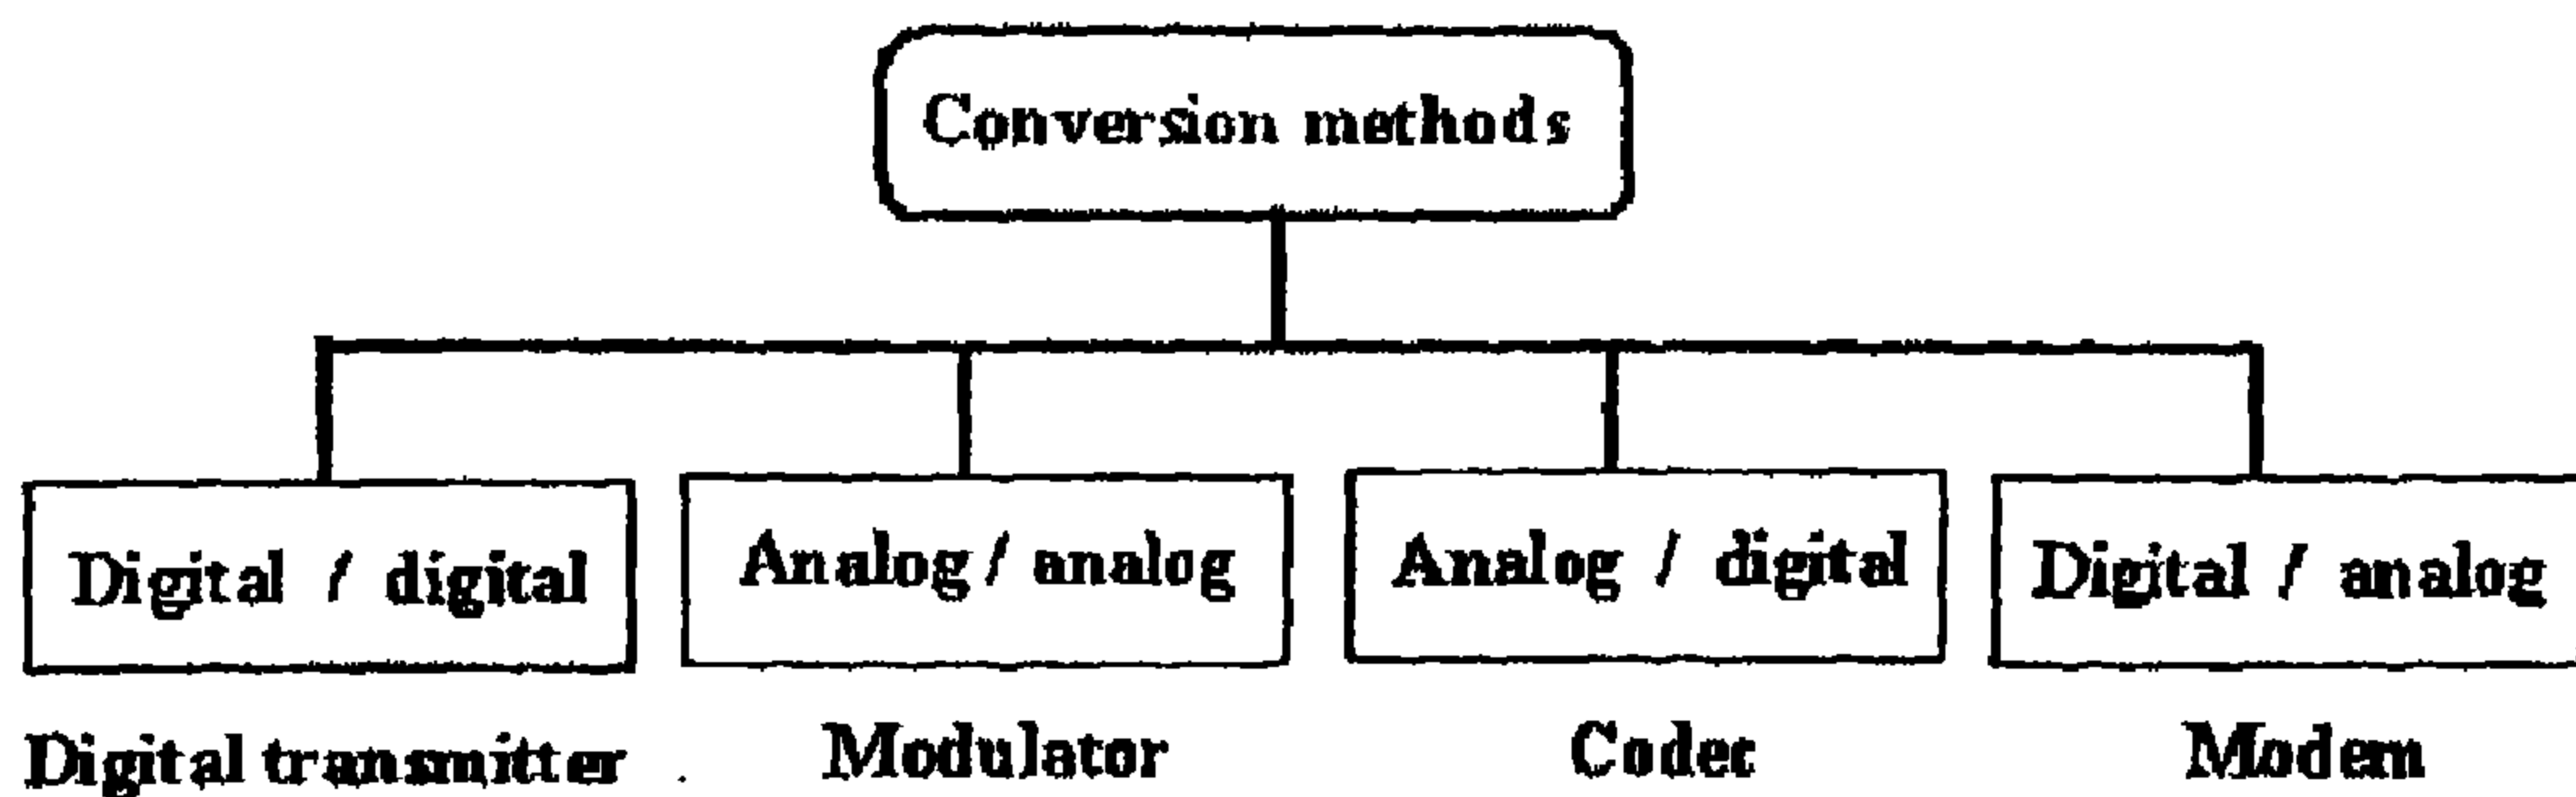 Conversion methods
Digital / digital
Analog / analog
Analog / digital
Digital / analog
Digital transmitter
Modulator
Codec
Modem